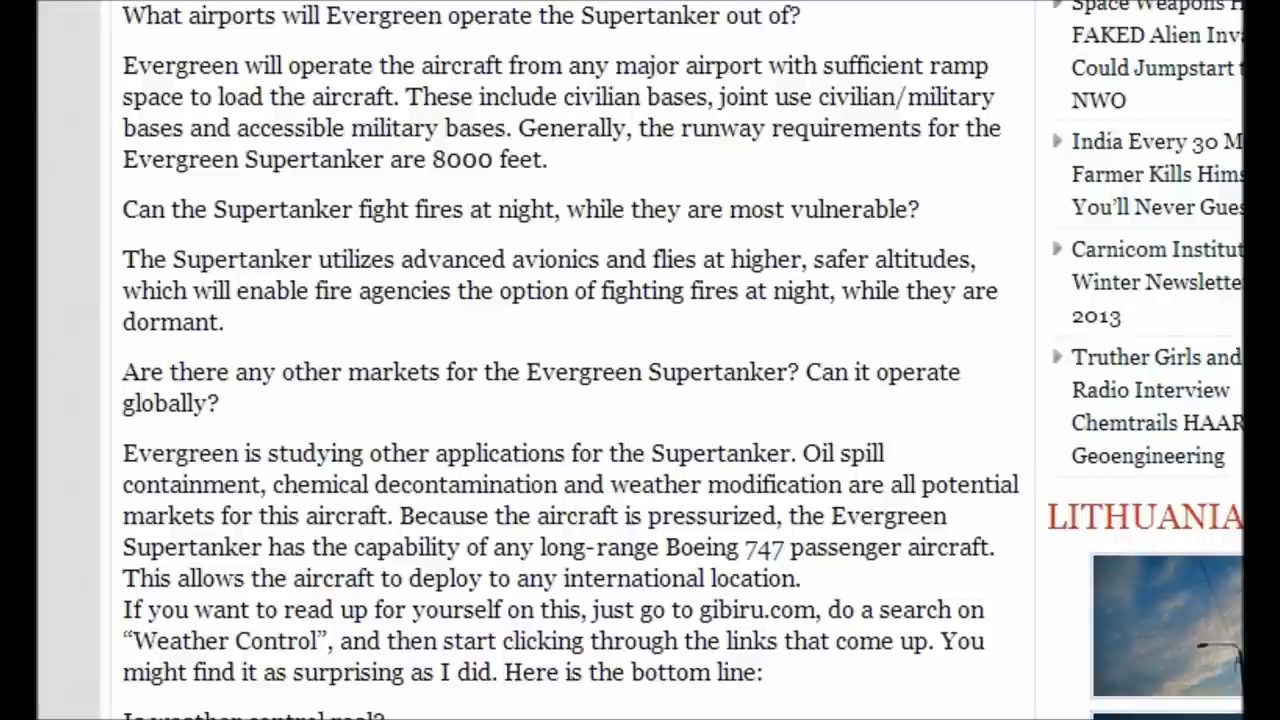 What airports will Evergreen operate the Supertanker out of?
Evergreen will operate the aircraft from any major airport with sufficient ramp
space to load the aircraft. These include civilian bases, joint use civilian/military
bases and accessible military bases. Generally, the runway requirements for the
Evergreen Supertanker are 8000 feet.
Can the Supertanker fight fires at night, while they are most vulnerable?
The Supertanker utilizes advanced avionics and flies at higher, safer altitudes,
which will enable fire agencies the option of fighting fires at night, while they are
dormant.
Are there any other markets for the Evergreen Supertanker? Can it operate
globally?
Evergreen is studying other applications for the Supertanker. Oil spill
containment, chemical decontamination and weather modification are all potential
markets for this aircraft. Because the aircraft is pressurized, the Evergreen
Supertanker has the capability of any long-range Boeing 747 passenger aircraft.
This allows the aircraft to deploy to any international location.
If you want to read up for yourself on this, just go to gibiru.com, do a search on
“Weather Control”, and then start clicking through the links that come up. You
might find it as surprising as I did. Here is the bottom line:
Is weather control real?
Space Weapons
FAKED Alien
Could Jumpstart
NWO
India Every 30
Farmer Kills
You’ll Never
Carnicom
Winter
2013
Truther Girls and
Radio Interview
Chemtrails
Geoengineering
LITHUANIA